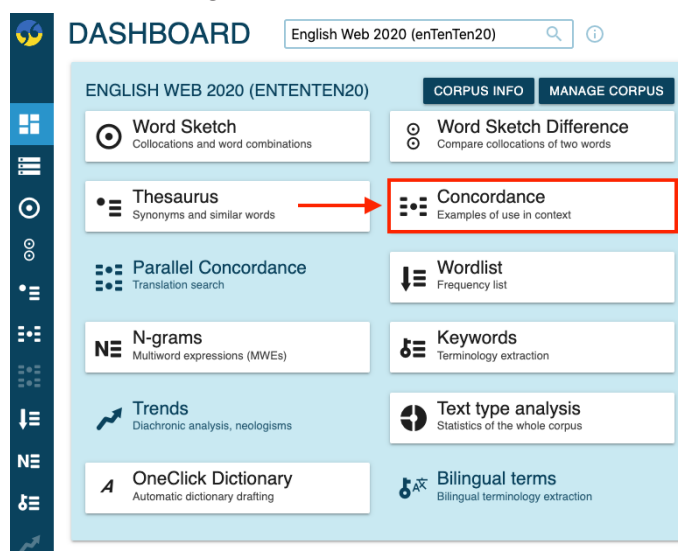 DASHBOARD
English Web 2020 (enTenTen20)
ENGLISH WEB 2020 (ENTENTEN20)
CORPUS INFO
MANAGE CORPUS
Word Sketch
Collocations and word combinations
Word Sketch Difference
Compare collocations of two words
Thesaurus
Synonyms and similar words
Concordance
Examples of use in context
Parallel Concordance
Translation search
Wordlist
Frequency list
N-grams
Multiword expressions (MWEs)
Keywords
Terminology extraction
Trends
Diachronic analysis, neologisms
Text type analysis
Statistics of the whole corpus
OneClick Dictionary
Automatic dictionary drafting
Bilingual terms
Bilingual terminology extraction